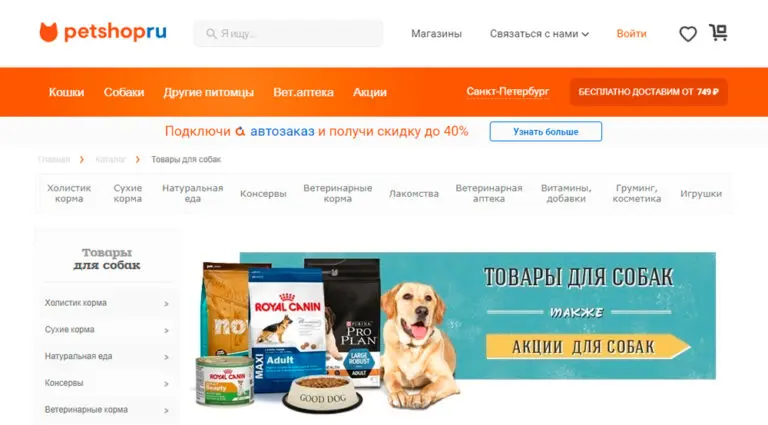 petshopru
Я ищу...
Магазины
Связаться с нами
Войти
Кошки
Собаки
Другие питомцы
Вет.аптека
Акции
Санкт-Петербург
БЕСПЛАТНО ДОСТАВИМ ОТ 749 ₽
Подключи автозаказ и получи скидку до 40%
Узнать больше
Главная
Каталог
Товары для собак
Холистик
корма
Сухие
корма
Натуральная
еда
Консервы
Ветеринарные
корма
Лакомства
Ветеринарная
аптека
Витамины,
добавки
Груминг,
косметика
Игрушки
Товары
для собак
Холистик корма
Сухие корма
Натуральная еда
Консервы
Ветеринарные корма
ROYAL CANIN
MAXI
Adult
PURINA
PRO
PLAN
LARGE
ROBUST
ADULT
ROYAL CANIN
Beauty
GOOD DOG
ТОВАРЫ ДЛЯ СОБАК
также
АКЦИИ ДЛЯ СОБАК